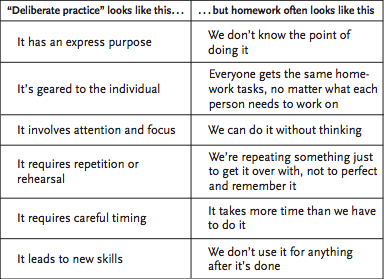 “Deliberate practice” looks like this... ...but homework often looks like this
It has an express purpose
We don’t know the point of
doing it
It’s geared to the individual
Everyone gets the same home-
work tasks, no matter what each
person needs to work on
It involves attention and focus
We can do it without thinking
It requires repetition or
rehearsal
We’re repeating something just
to get it over with, not to perfect
and remember it
It requires careful timing
It takes more time than we have
to do it
It leads to new skills
We don’t use it for anything
after it’s done